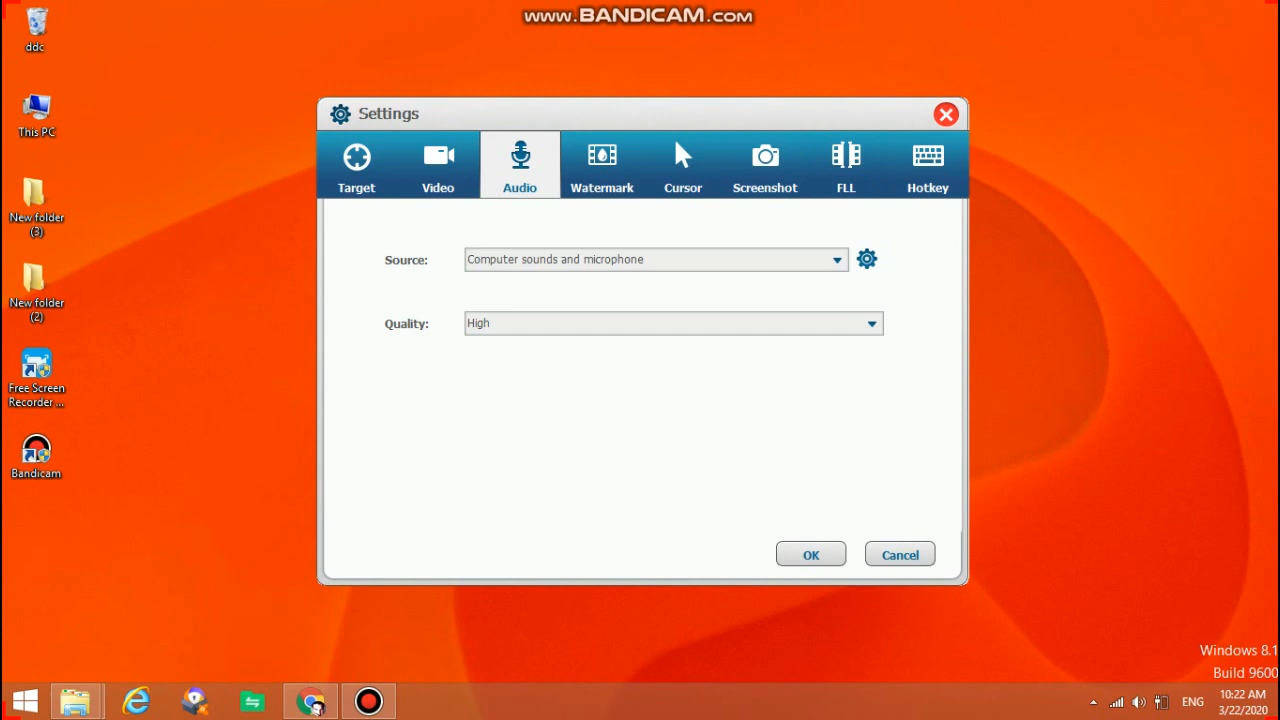 www.BANDICAM.com
ddc
This PC
New folder
(3)
New folder
(2)
Free Screen
Recorder ...
Bandicam
Settings
Target
Video
Audio
Watermark
Cursor
Screenshot
FLL
Hotkey
Source:
Computer sounds and microphone
Quality:
High
OK
Cancel
Windows 8.1
Build 9600
ENG
10:22 AM
3/22/2020